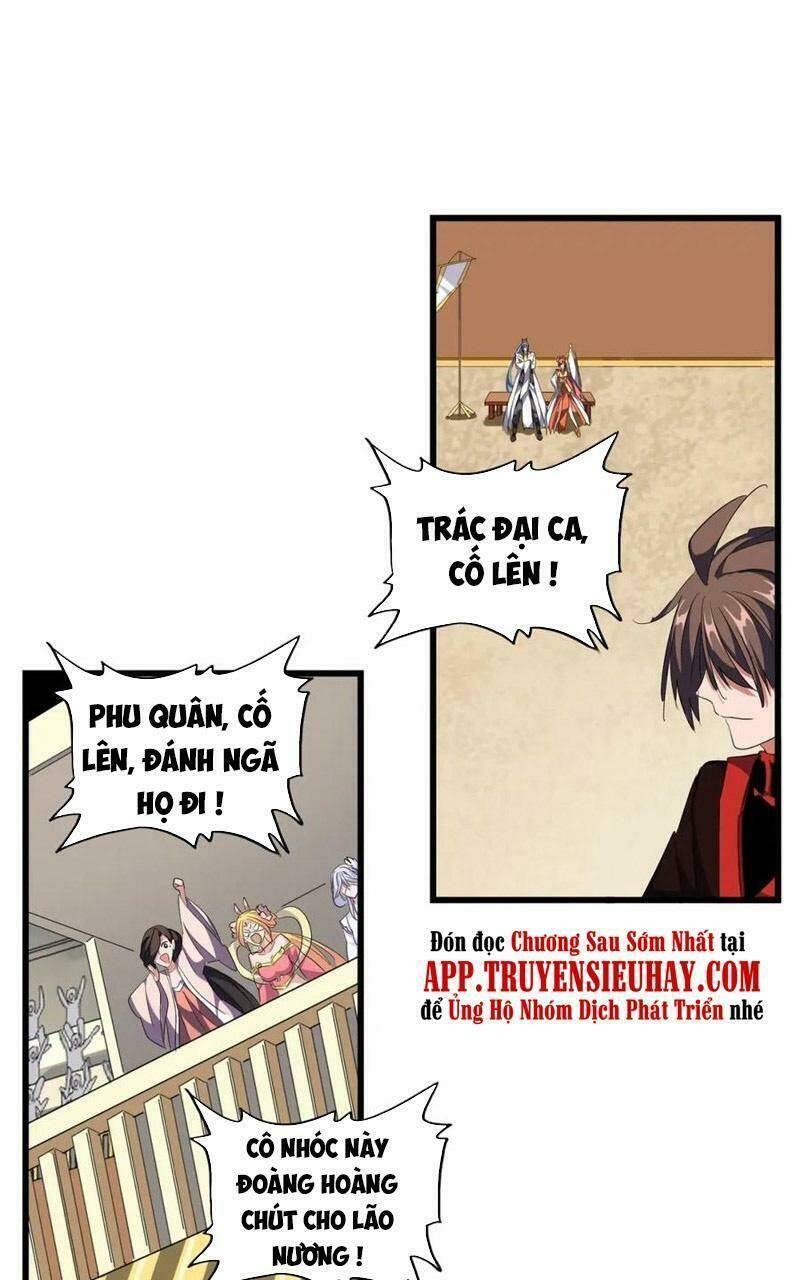 TRÁC ĐẠI CA,
CỐ LÊN !
PHU QUÂN, CỐ
LÊN, ĐÁNH NGÃ
HỌ ĐI !
Đón đọc Chương Sau Sớm Nhất tại
APP.TRUYENSIEUHAY.COM
để Ủng Hộ Nhóm Dịch Phát Triển nhé
CÔ NHÓC NÀY
ĐOÀNG HOÀNG
CHÚT CHO LÃO
NƯƠNG !